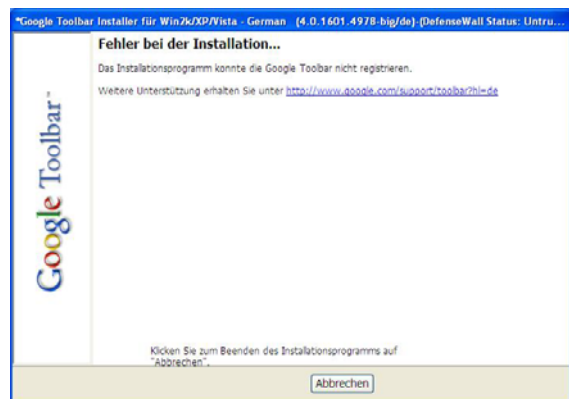 *Google Toolbar Installer für Win2k/XP/Vista - German (4.0.1601.4978-big/de)-(DefenseWall Status: Untru...
Fehler bei der Installation...
Das Installationsprogramm konnte die Google Toolbar nicht registrieren.
Weitere Unterstützung erhalten Sie unter http://www.google.com/support/toolbar?hl=de
Google Toolbar™
Klicken Sie zum Beenden des Installationsprogramms auf
"Abbrechen".
Abbrechen